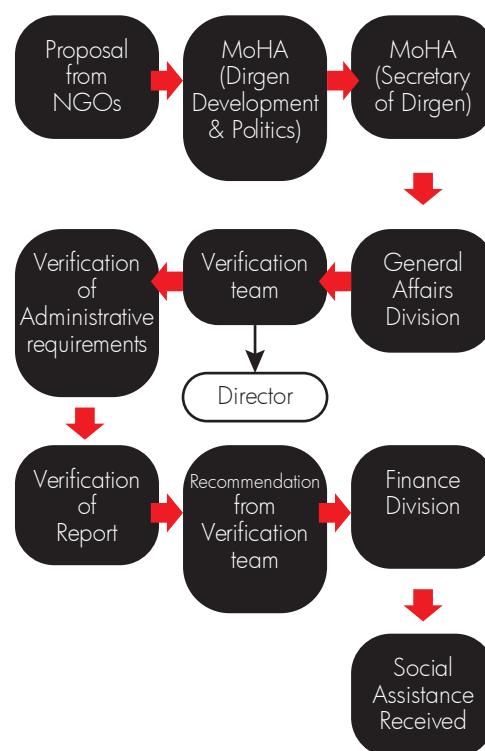 Proposal
from
NGOs
MoHA
(Dirgen
Development
& Politics)
MoHA
(Secretary
of Dirgen)
General
Affairs
Division
Verification
team
Director
Verification
of
Administrative
requirements
Verification
of
Report
Recommendation
from
Verification
team
Finance
Division
Social
Assistance
Received